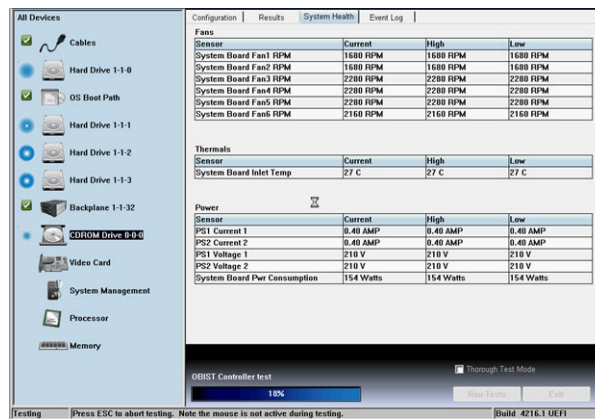 All Devices
Cables
Hard Drive 1-1-0
OS Boot Path
Hard Drive 1-1-1
Hard Drive 1-1-2
Hard Drive 1-1-3
Backplane 1-1-32
CDROM Drive 0-0-0
Video Card
System Management
Processor
Memory
Configuration Results System Health Event Log
Fans
Sensor Current High Low
System Board Fan1 RPM 1680 RPM 1680 RPM 1680 RPM
System Board Fan2 RPM 1680 RPM 1680 RPM 1680 RPM
System Board Fan3 RPM 2280 RPM 2280 RPM 2280 RPM
System Board Fan4 RPM 2280 RPM 2280 RPM 2280 RPM
System Board Fan5 RPM 2280 RPM 2280 RPM 2280 RPM
System Board Fan6 RPM 2160 RPM 2160 RPM 2160 RPM
Thermals
Sensor Current High Low
System Board Inlet Temp 27 C 27 C 27 C
Power
Sensor Current High Low
PS1 Current 1 0.40 AMP 0.40 AMP 0.40 AMP
PS2 Current 2 0.40 AMP 0.40 AMP 0.40 AMP
PS1 Voltage 1 210 V 210 V 210 V
PS2 Voltage 2 210 V 210 V 210 V
System Board Pwr Consumption 154 Watts 154 Watts 154 Watts
OBIST Controller test
18%
Thorough Test Mode
Run Tests Exit
Testing Press ESC to abort testing. Note the mouse is not active during testing. Build 4216.1 UEFI